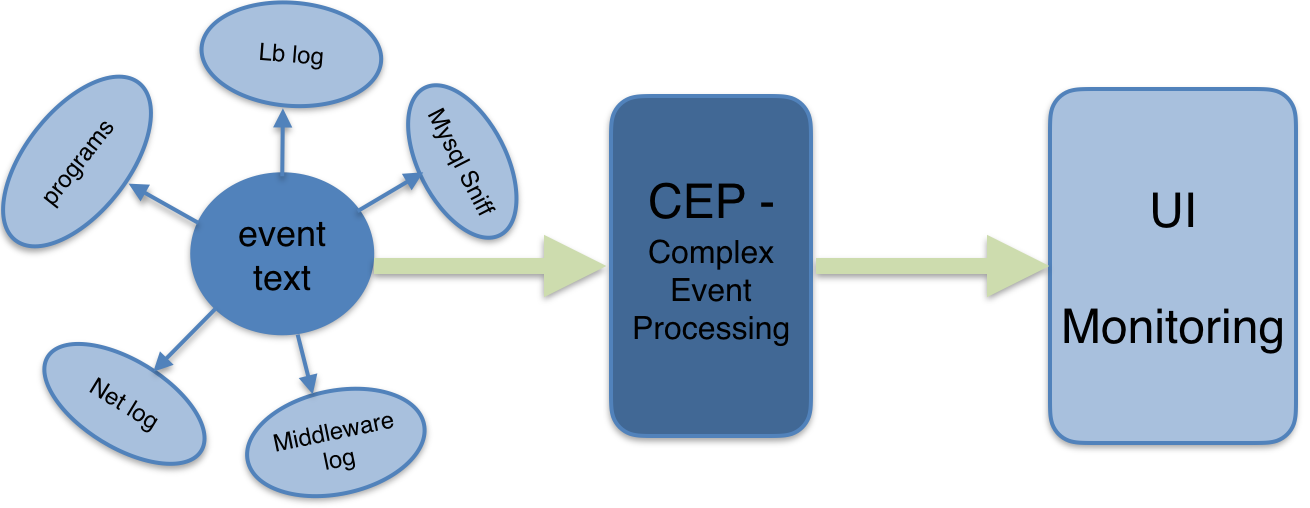 Lb log
programs
Mysql Sniff
event
text
Net log
Middleware
log
CEP -
Complex
Event
Processing
UI
Monitoring